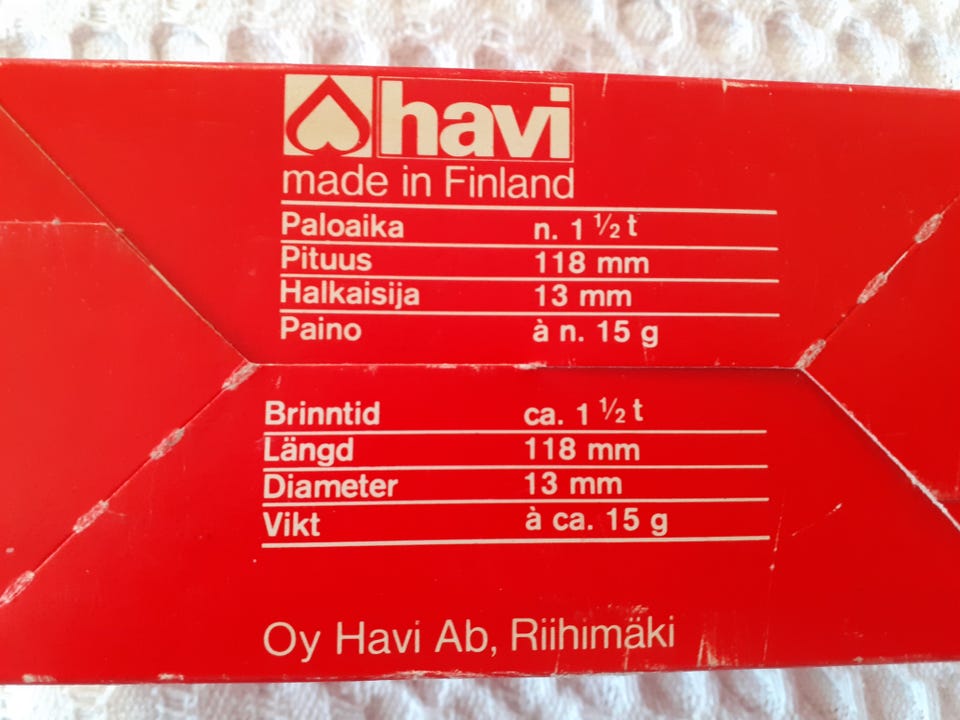 havi
made in Finland
Paloaika n. 1 ½ t
Pituus 118 mm
Halkaisija 13 mm
Paino à n. 15 g
Brinntid ca. 1 ½ t
Längd 118 mm
Diameter 13 mm
Vikt à ca. 15 g
Oy Havi Ab, Riihimäki